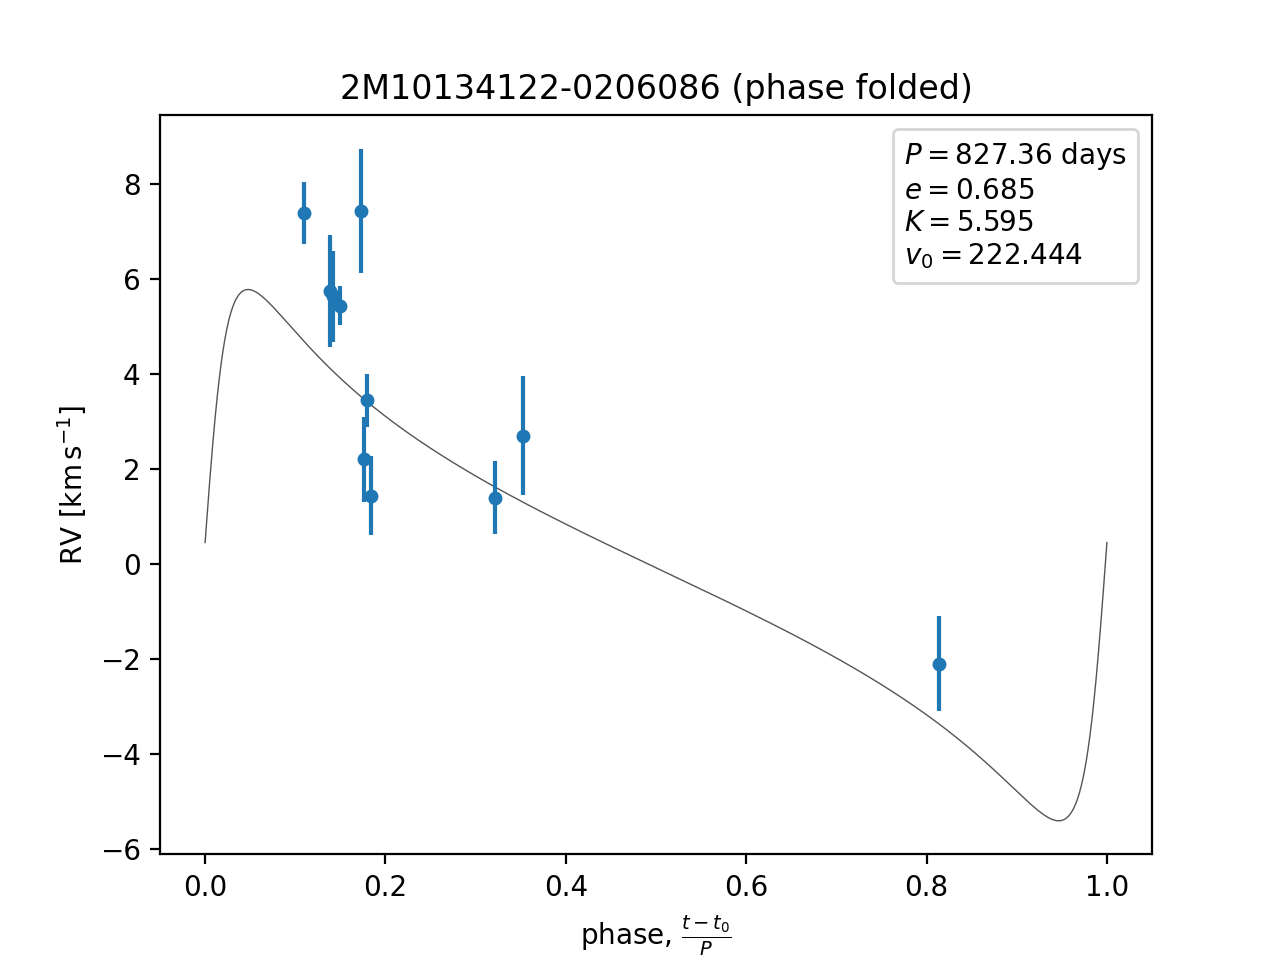 2M10134122-0206086 (phase folded)
P = 827.36 days
e = 0.685
K = 5.595
v₀ = 222.444
8
6
4
2
0
−2
−4
−6
RV [km s⁻¹]
0.0 0.2 0.4 0.6 0.8 1.0
phase, (t − t₀)/P